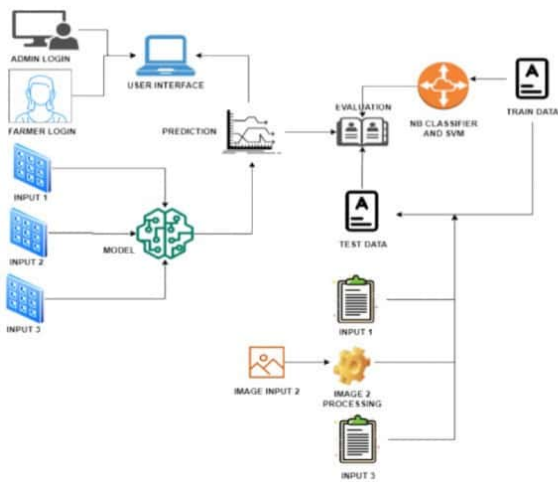 ADMIN LOGIN
USER INTERFACE
FARMER LOGIN
PREDICTION
EVALUATION
NB CLASSIFIER
AND SVM
A
TRAIN DATA
INPUT 1
INPUT 2
MODEL
INPUT 3
A
TEST DATA
INPUT 1
IMAGE INPUT 2
IMAGE 2
PROCESSING
INPUT 3